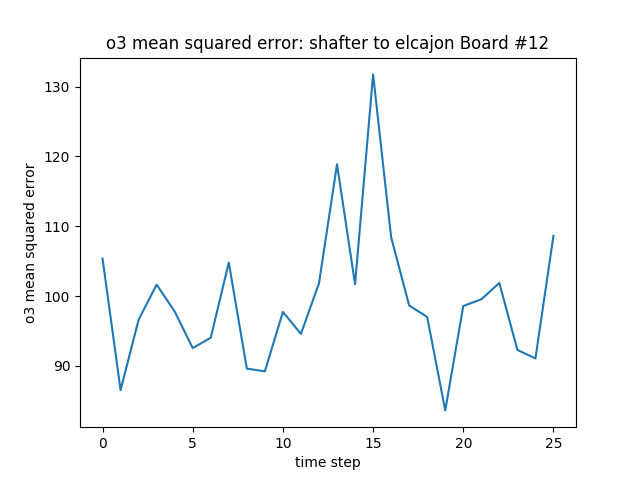 o3 mean squared error: shafter to elcajon Board #12
o3 mean squared error
130
120
110
100
90
0 5 10 15 20 25
time step